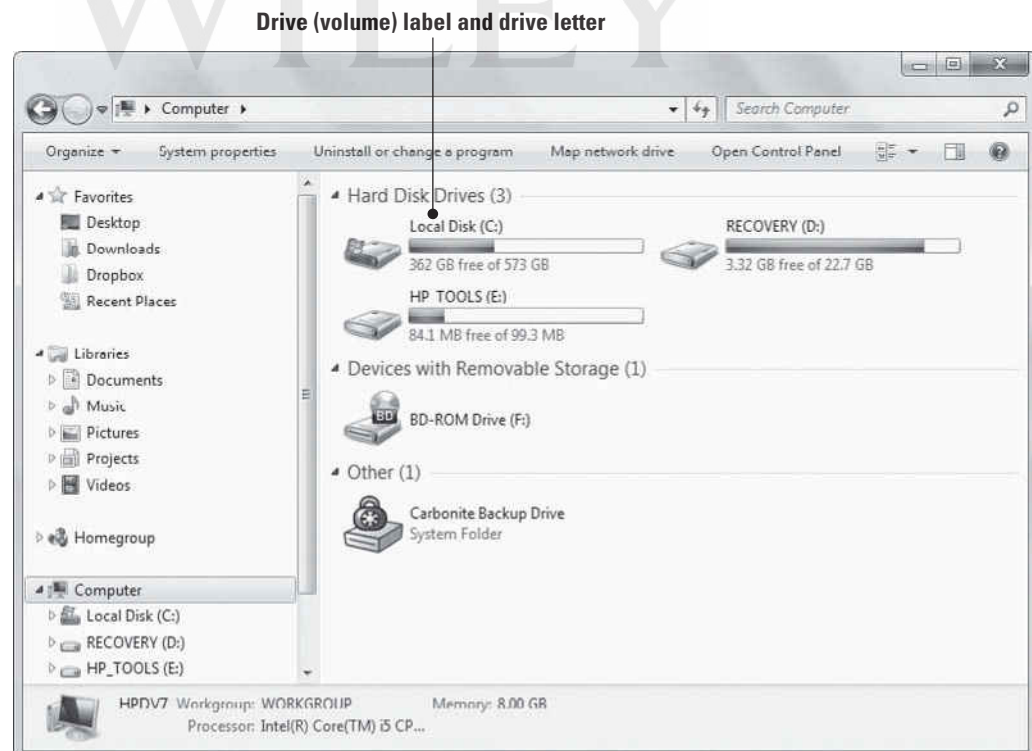 WILEY
Drive (volume) label and drive letter
Computer
Search Computer
Organize
System properties
Uninstall or change a program
Map network drive
Open Control Panel
Favorites
Desktop
Downloads
Dropbox
Recent Places
Libraries
Documents
Music
Pictures
Projects
Videos
Homegroup
Computer
Local Disk (C:)
RECOVERY (D:)
HP_TOOLS (E:)
Hard Disk Drives (3)
Local Disk (C:)
362 GB free of 573 GB
RECOVERY (D:)
3.32 GB free of 22.7 GB
HP_TOOLS (E:)
84.1 MB free of 99.3 MB
Devices with Removable Storage (1)
BD
BD-ROM Drive (F:)
Other (1)
Carbonite Backup Drive
System Folder
HPDV7 Workgroup: WORKGROUP Memory: 8.00 GB
Processor: Intel(R) Core(TM) i5 CP...